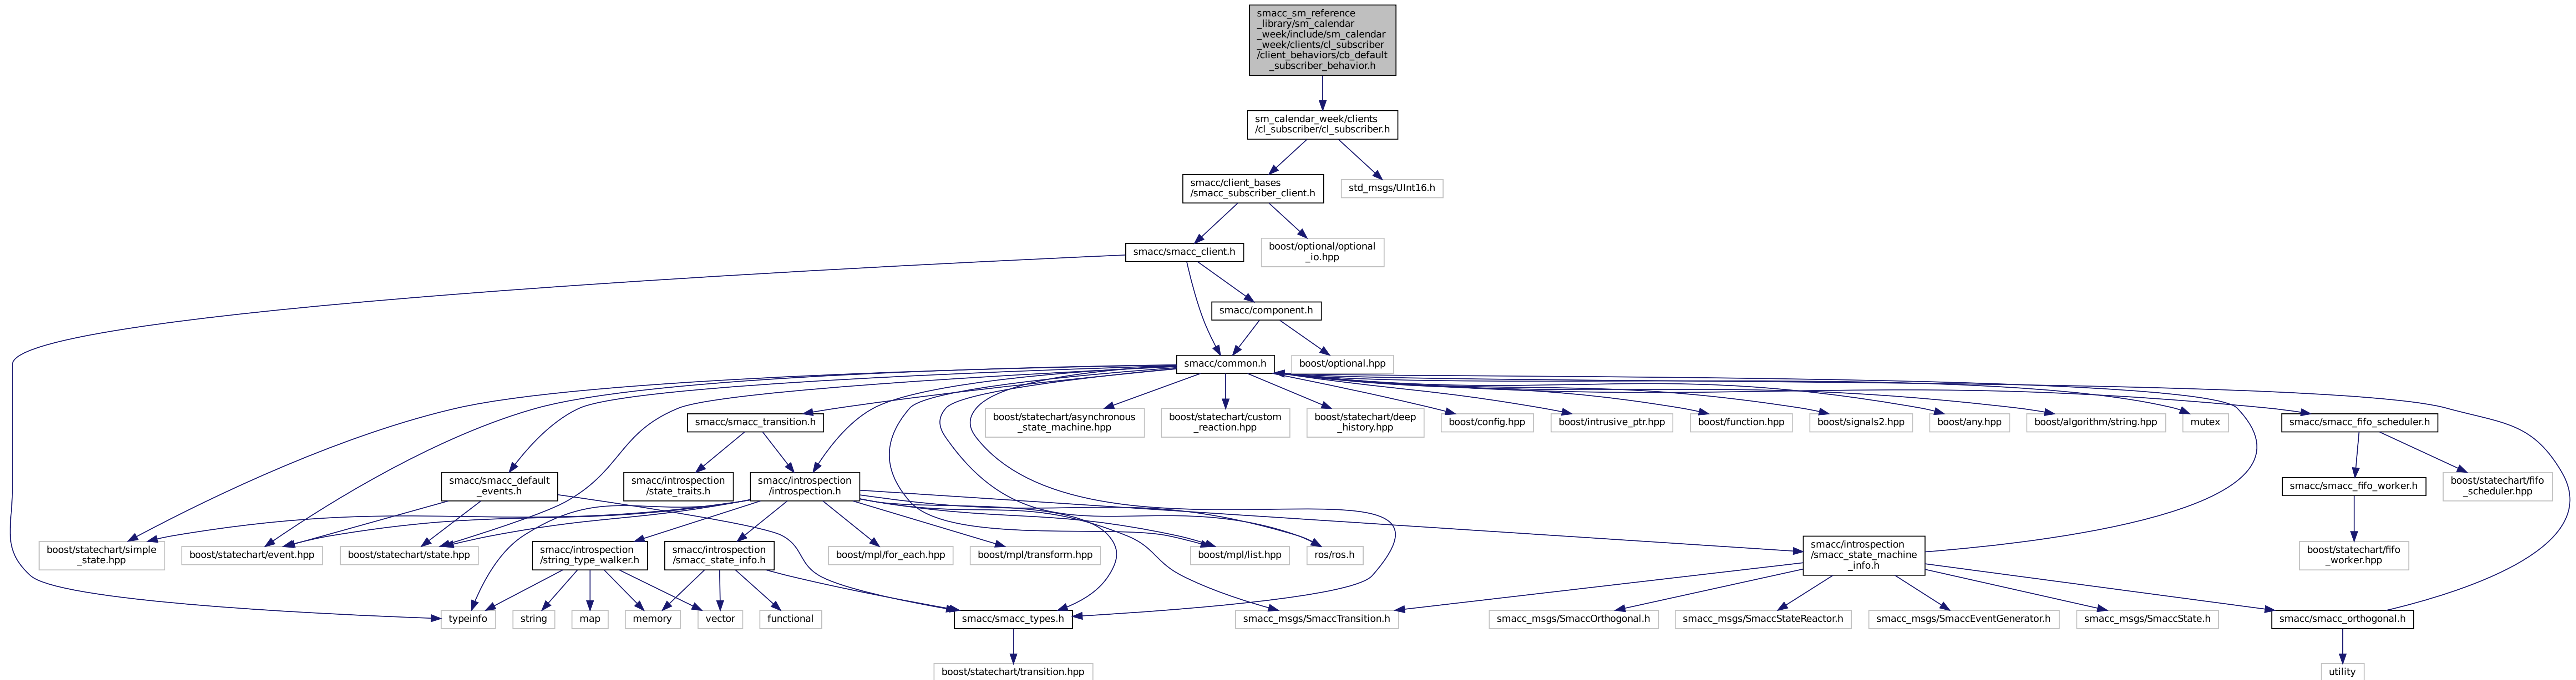 smacc_sm_reference
_library/sm_calendar
_week/include/sm_calendar
_week/clients/cl_subscriber
/client_behaviors/cb_default
_subscriber_behavior.h
sm_calendar_week/clients
/cl_subscriber/cl_subscriber.h
smacc/client_bases
/smacc_subscriber_client.h
std_msgs/UInt16.h
smacc/smacc_client.h
boost/optional/optional
_io.hpp
smacc/component.h
smacc/common.h
boost/optional.hpp
smacc/smacc_transition.h
boost/statechart/asynchronous
_state_machine.hpp
boost/statechart/custom
_reaction.hpp
boost/statechart/deep
_history.hpp
boost/config.hpp
boost/intrusive_ptr.hpp
boost/function.hpp
boost/signals2.hpp
boost/any.hpp
boost/algorithm/string.hpp
mutex
smacc/smacc_fifo_scheduler.h
smacc/smacc_default
_events.h
smacc/introspection
/state_traits.h
smacc/introspection
/introspection.h
smacc/smacc_fifo_worker.h
boost/statechart/fifo
_scheduler.hpp
boost/statechart/simple
_state.hpp
boost/statechart/event.hpp
boost/statechart/state.hpp
smacc/introspection
/string_type_walker.h
smacc/introspection
/smacc_state_info.h
boost/mpl/for_each.hpp
boost/mpl/transform.hpp
boost/mpl/list.hpp
ros/ros.h
smacc/introspection
/smacc_state_machine
_info.h
boost/statechart/fifo
_worker.hpp
typeinfo
string
map
memory
vector
functional
smacc/smacc_types.h
smacc_msgs/SmaccTransition.h
smacc_msgs/SmaccOrthogonal.h
smacc_msgs/SmaccStateReactor.h
smacc_msgs/SmaccEventGenerator.h
smacc_msgs/SmaccState.h
smacc/smacc_orthogonal.h
boost/statechart/transition.hpp
utility